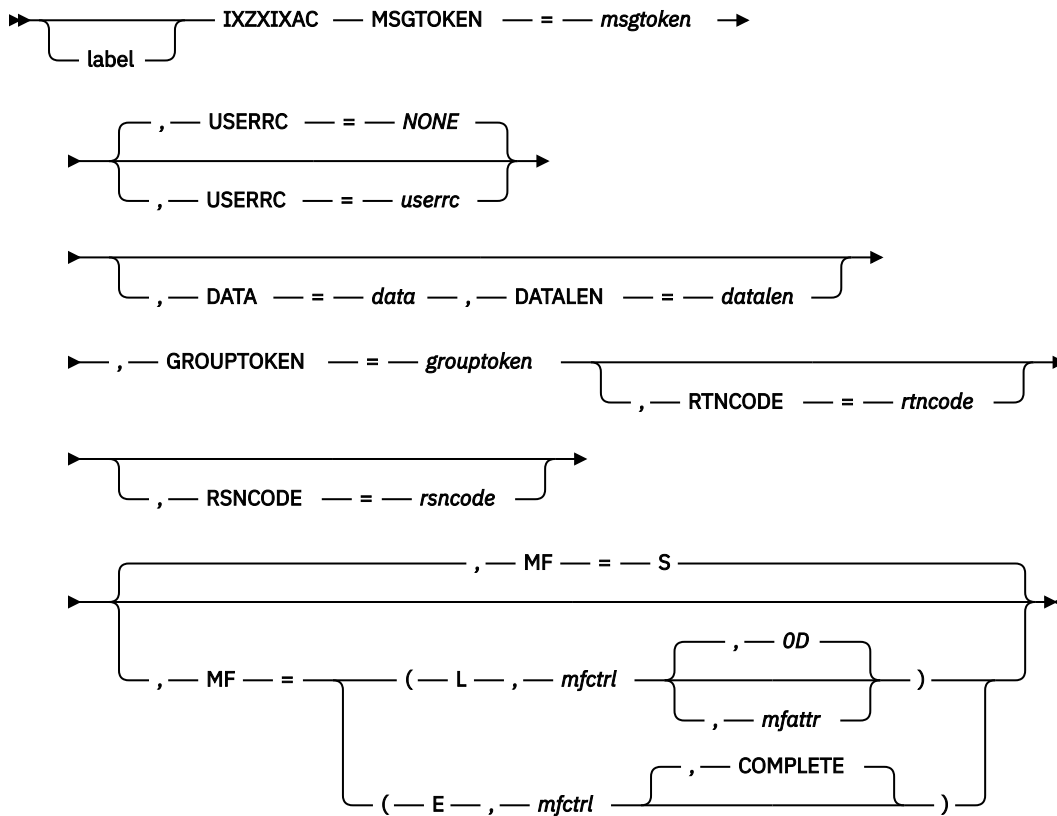 IXZXIXAC MSGTOKEN = msgtoken
label
, USERRC = NONE
, USERRC = userrc
, DATA = data , DATALEN = datalen
, GROUPTOKEN = grouptoken
, RTNCODE = rtncode
, RSNCODE = rsncode
, MF = S
, 0D
, MF = ( L , mfctrl )
, mfattr
, COMPLETE
( E , mfctrl )